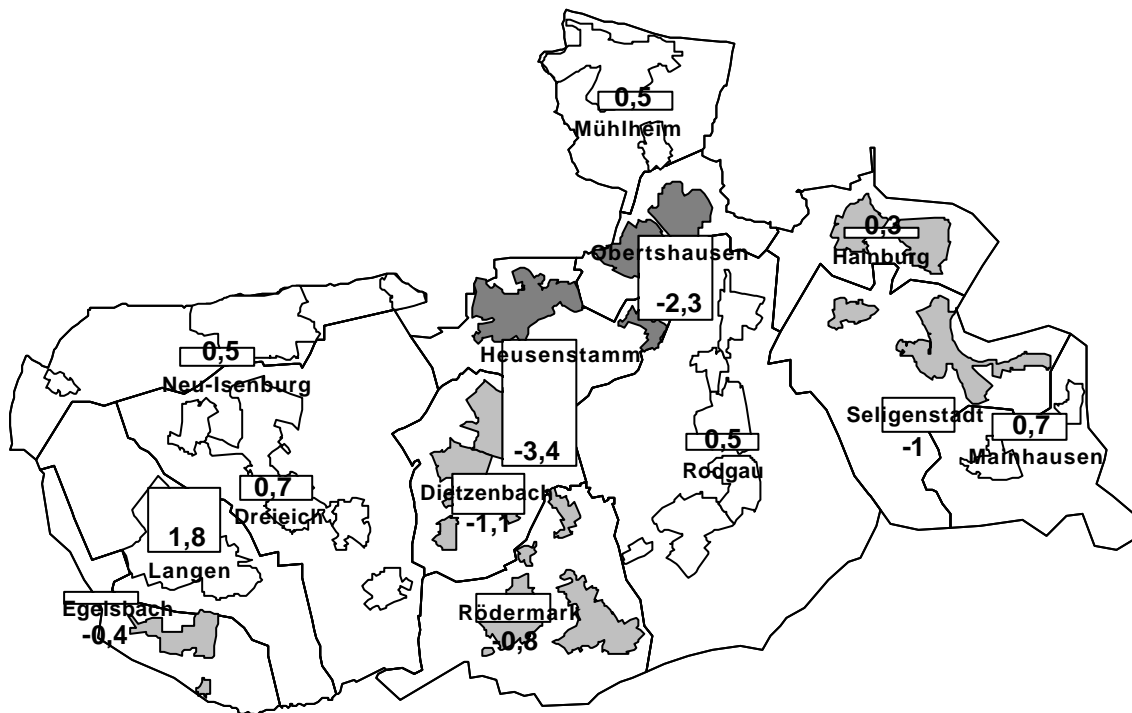 0,5
Mühlheim
0,3
Hainburg
Obertshausen
-2,3
0,5
Neu-Isenburg
Heusenstamm
-3,4
Seligenstadt
-1
0,7
Mainhausen
0,5
Rodgau
0,7
Dreieich
Dietzenbach
-1,1
1,8
Langen
Egelsbach
-0,4
Rödermark
-0,8